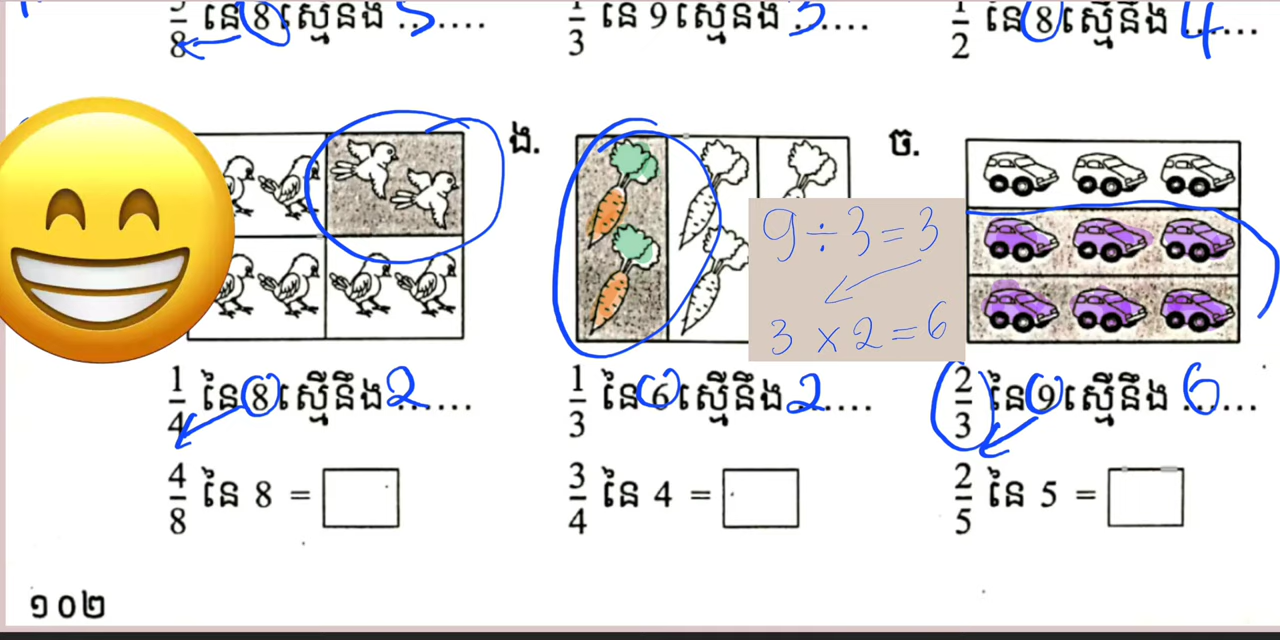 8 នៃ 8 ស្មើនឹង 5......
1/3 នៃ 9 ស្មើនឹង 3......
1/2 នៃ 8 ស្មើនឹង 4......
ង.
ច.
9 ÷ 3 = 3
3 × 2 = 6
1/4 នៃ 8 ស្មើនឹង 2......
1/3 នៃ 6 ស្មើនឹង 2......
2/3 នៃ 9 ស្មើនឹង 6......
4/8 នៃ 8 =
3/4 នៃ 4 =
2/5 នៃ 5 =
១០២